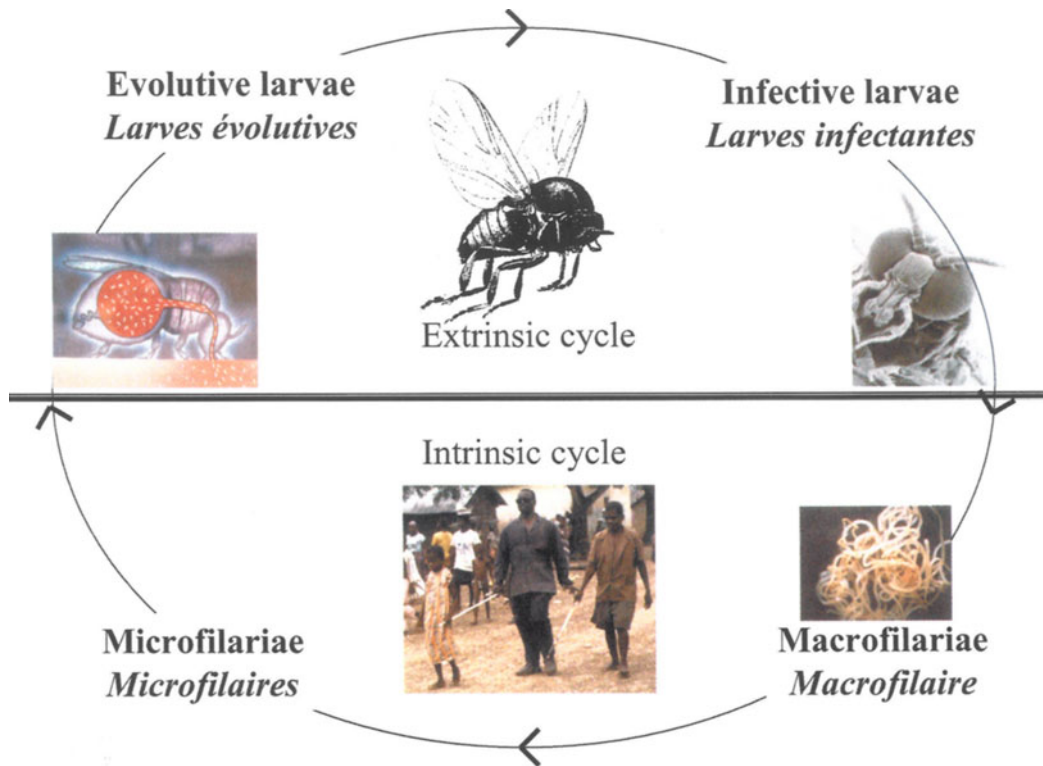 Evolutive larvae
Larves évolutives
Infective larvae
Larves infectantes
Extrinsic cycle
Intrinsic cycle
Microfilariae
Microfilaires
Macrofilariae
Macrofilaire